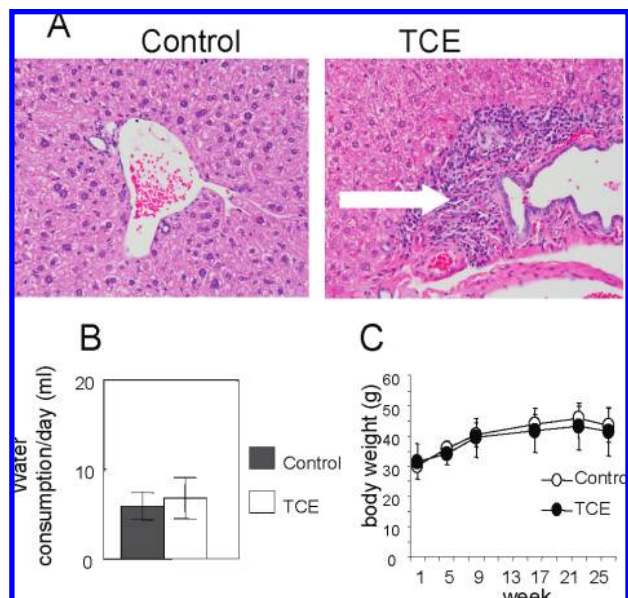 A
Control
TCE
B
Water
consumption/day (ml)
20
10
0
Control
TCE
C
body weight (g)
60
50
40
30
20
10
0
Contro
TCE
1 5 9 13 17 21 25
week